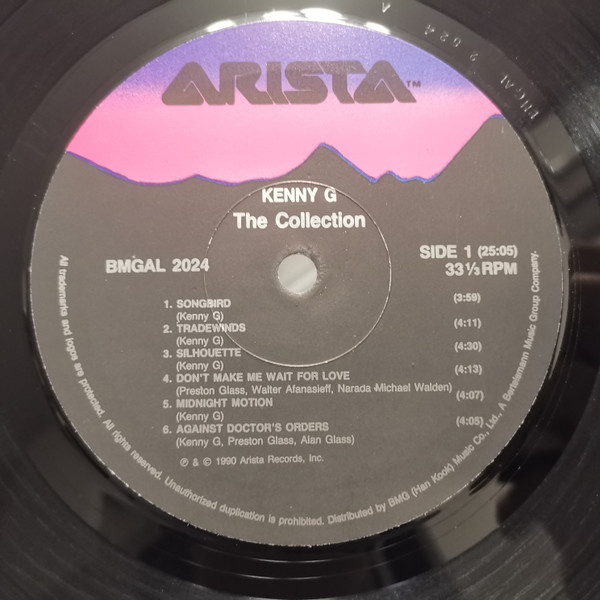 ARISTA™
KENNY G
The Collection
BMGAL 2024
SIDE 1 (25:05)
33⅓ RPM
1. SONGBIRD (3:59)
(Kenny G)
2. TRADEWINDS (4:11)
(Kenny G)
3. SILHOUETTE (4:30)
(Kenny G)
4. DON'T MAKE ME WAIT FOR LOVE (4:13)
(Preston Glass, Walter Afanasieff, Narada Michael Walden)
5. MIDNIGHT MOTION (4:07)
(Kenny G)
6. AGAINST DOCTOR'S ORDERS (4:05)
(Kenny G, Preston Glass, Alan Glass)
℗ & © 1990 Arista Records, Inc.
All trademarks and logos are protected. All rights reserved. Unauthorized duplication is prohibited. Distributed by BMG (Han Kook) Music Co., Ltd., A Bertelsmann Music Group Company.